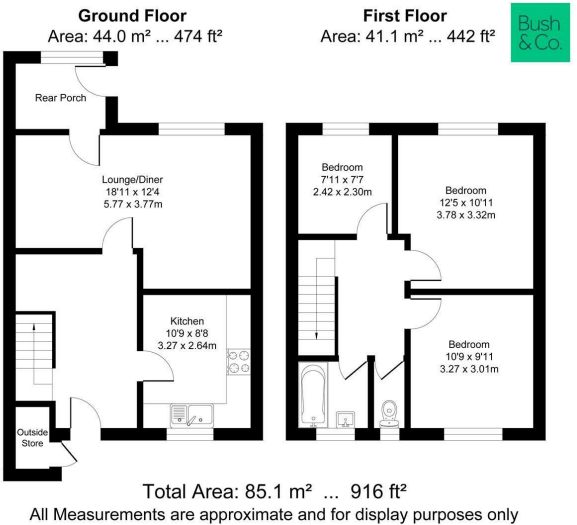 Ground Floor
Area: 44.0 m² ... 474 ft²
First Floor
Area: 41.1 m² ... 442 ft²
Bush
& Co.
Rear Porch
Lounge/Diner
18'11 x 12'4
5.77 x 3.77m
Bedroom
7'11 x 7'7
2.42 x 2.30m
Bedroom
12'5 x 10'11
3.78 x 3.32m
Kitchen
10'9 x 8'8
3.27 x 2.64m
Bedroom
10'9 x 9'11
3.27 x 3.01m
Outside
Store
Total Area: 85.1 m² ... 916 ft²
All Measurements are approximate and for display purposes only